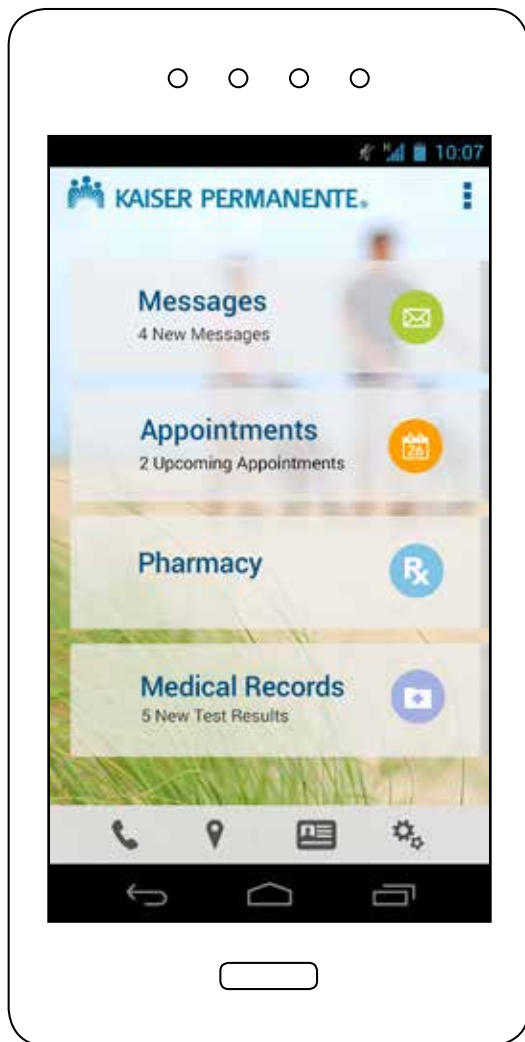 H 10:07
KAISER PERMANENTE®
Messages
4 New Messages
Appointments
2 Upcoming Appointments
26
Pharmacy
Rx
Medical Records
5 New Test Results